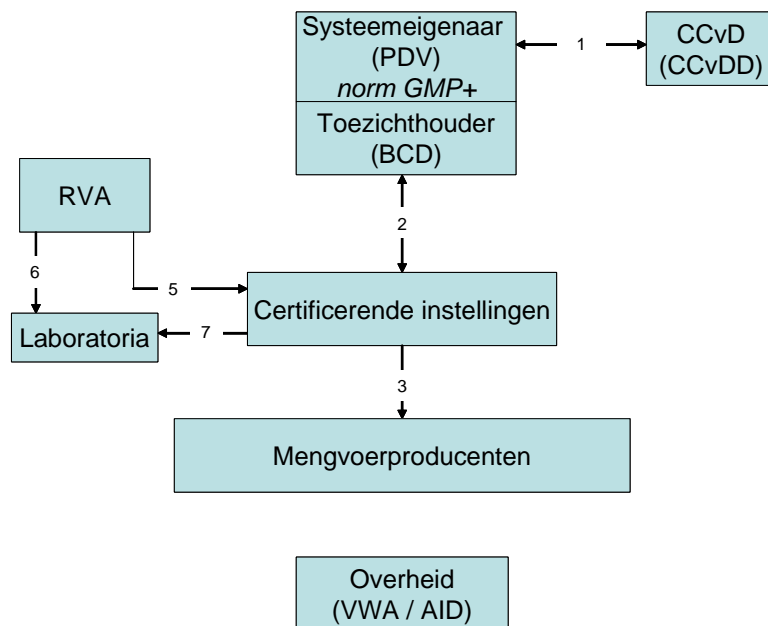 Systeemeigenaar
(PDV)
norm GMP+
1
CCvD
(CCvDD)
Toezichthouder
(BCD)
RVA
2
6
5
Certificerende instellingen
Laboratoria
7
3
Mengvoerproducenten
Overheid
(VWA / AID)